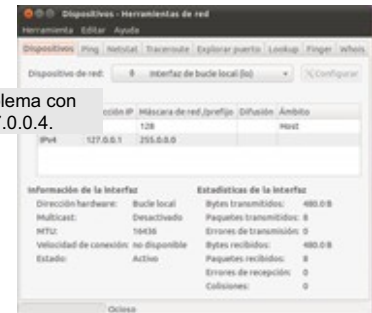 Dispositivos - Herramientas de red
Herramienta Editar Ayuda
Dispositivos Ping Netstat Traceroute Explorar puerto Lookup Finger Whois
Dispositivo de red: Interfaz de bucle local (lo) Configurar
lema con
.0.0.4.
cción IP Máscara de red /prefijo Difusión Ámbito
128 Host
IPv4 127.0.0.1 255.0.0.0
Información de la interfaz
Dirección hardware: Bucle local
Multicast: Desactivado
MTU: 16436
Velocidad de conexión: no disponible
Estado: Activo
Estadísticas de la interfaz
Bytes transmitidos: 480.0 B
Paquetes transmitidos: 8
Errores de transmisión: 0
Bytes recibidos: 480.0 B
Paquetes recibidos: 8
Errores de recepción: 0
Colisiones: 0
Ocioso